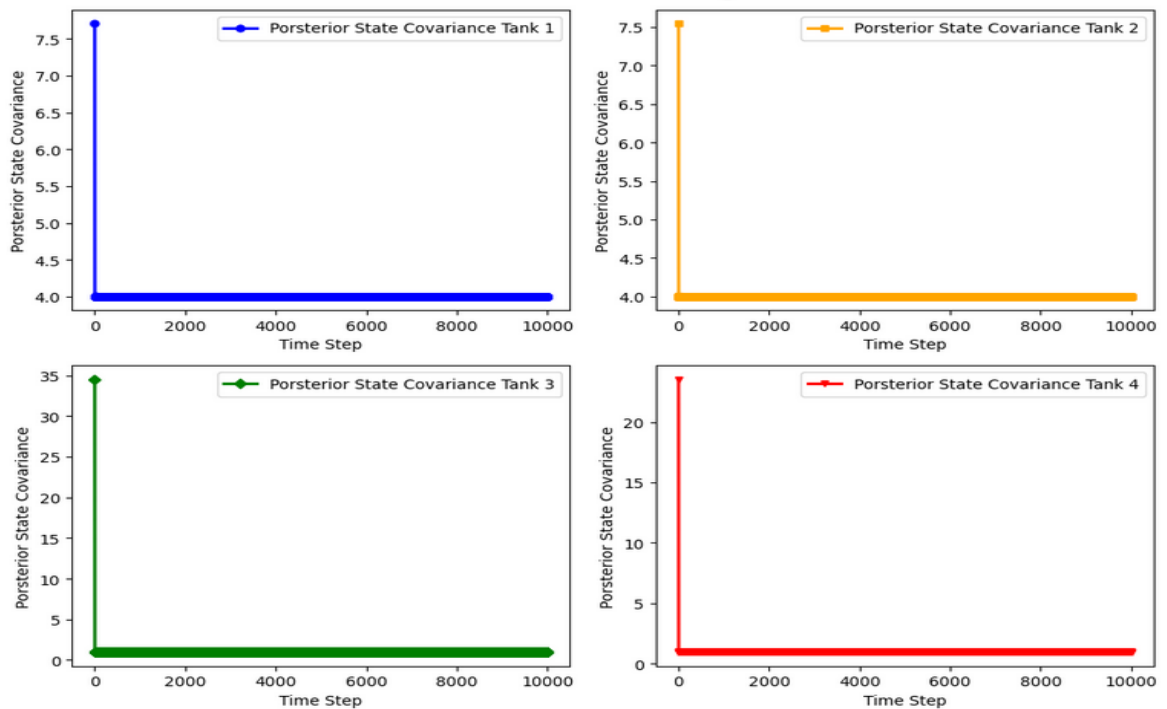 Porsterior State Covariance Tank 1
7.5
7.0
6.5
6.0
5.5
5.0
4.5
4.0
Porsterior State Covariance
0 2000 4000 6000 8000 10000
Time Step
Porsterior State Covariance Tank 2
7.5
7.0
6.5
6.0
5.5
5.0
4.5
4.0
Porsterior State Covariance
0 2000 4000 6000 8000 10000
Time Step
Porsterior State Covariance Tank 3
35
30
25
20
15
10
5
0
Porsterior State Covariance
0 2000 4000 6000 8000 10000
Time Step
Porsterior State Covariance Tank 4
20
15
10
5
0
Porsterior State Covariance
0 2000 4000 6000 8000 10000
Time Step